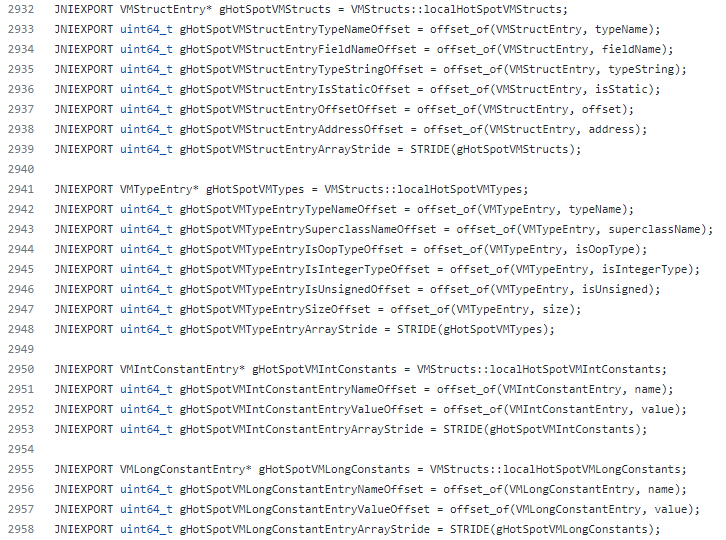 2932 JNIEXPORT VMStructEntry* gHotSpotVMStructs = VMStructs::localHotSpotVMStructs;
2933 JNIEXPORT uint64_t gHotSpotVMStructEntryTypeNameOffset = offset_of(VMStructEntry, typeName);
2934 JNIEXPORT uint64_t gHotSpotVMStructEntryFieldNameOffset = offset_of(VMStructEntry, fieldName);
2935 JNIEXPORT uint64_t gHotSpotVMStructEntryTypeStringOffset = offset_of(VMStructEntry, typeString);
2936 JNIEXPORT uint64_t gHotSpotVMStructEntryIsStaticOffset = offset_of(VMStructEntry, isStatic);
2937 JNIEXPORT uint64_t gHotSpotVMStructEntryOffsetOffset = offset_of(VMStructEntry, offset);
2938 JNIEXPORT uint64_t gHotSpotVMStructEntryAddressOffset = offset_of(VMStructEntry, address);
2939 JNIEXPORT uint64_t gHotSpotVMStructEntryArrayStride = STRIDE(gHotSpotVMStructs);
2940
2941 JNIEXPORT VMTypeEntry* gHotSpotVMTypes = VMStructs::localHotSpotVMTypes;
2942 JNIEXPORT uint64_t gHotSpotVMTypeEntryTypeNameOffset = offset_of(VMTypeEntry, typeName);
2943 JNIEXPORT uint64_t gHotSpotVMTypeEntrySuperclassNameOffset = offset_of(VMTypeEntry, superclassName);
2944 JNIEXPORT uint64_t gHotSpotVMTypeEntryIsOopTypeOffset = offset_of(VMTypeEntry, isOopType);
2945 JNIEXPORT uint64_t gHotSpotVMTypeEntryIsIntegerTypeOffset = offset_of(VMTypeEntry, isIntegerType);
2946 JNIEXPORT uint64_t gHotSpotVMTypeEntryIsUnsignedOffset = offset_of(VMTypeEntry, isUnsigned);
2947 JNIEXPORT uint64_t gHotSpotVMTypeEntrySizeOffset = offset_of(VMTypeEntry, size);
2948 JNIEXPORT uint64_t gHotSpotVMTypeEntryArrayStride = STRIDE(gHotSpotVMTypes);
2949
2950 JNIEXPORT VMIntConstantEntry* gHotSpotVMIntConstants = VMStructs::localHotSpotVMIntConstants;
2951 JNIEXPORT uint64_t gHotSpotVMIntConstantEntryNameOffset = offset_of(VMIntConstantEntry, name);
2952 JNIEXPORT uint64_t gHotSpotVMIntConstantEntryValueOffset = offset_of(VMIntConstantEntry, value);
2953 JNIEXPORT uint64_t gHotSpotVMIntConstantEntryArrayStride = STRIDE(gHotSpotVMIntConstants);
2954
2955 JNIEXPORT VMLongConstantEntry* gHotSpotVMLongConstants = VMStructs::localHotSpotVMLongConstants;
2956 JNIEXPORT uint64_t gHotSpotVMLongConstantEntryNameOffset = offset_of(VMLongConstantEntry, name);
2957 JNIEXPORT uint64_t gHotSpotVMLongConstantEntryValueOffset = offset_of(VMLongConstantEntry, value);
2958 JNIEXPORT uint64_t gHotSpotVMLongConstantEntryArrayStride = STRIDE(gHotSpotVMLongConstants);